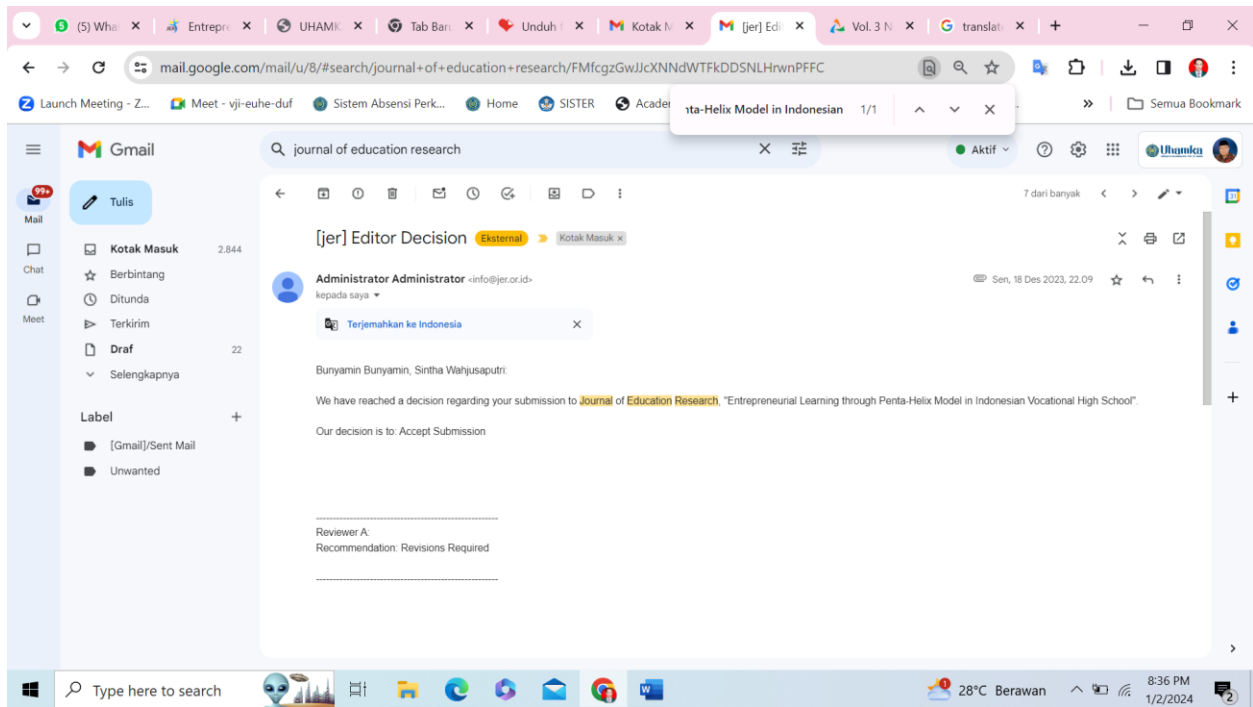 (5) Wha
Entrepre
UHAMK
Tab Baru
Unduh f
Kotak M
[jer] Edi
Vol. 3 N
translate
mail.google.com/mail/u/8/#search/journal+of+education+research/FMfcgzGwJJcXNNdWTFkDDSNLHrwnPFFC
Launch Meeting - Z...
Meet - vji-euhe-duf
Sistem Absensi Perk...
Home
SISTER
Acader
nta-Helix Model in Indonesian 1/1
Semua Bookmark
Gmail
journal of education research
Aktif
Uhamka
99+
Mail
Chat
Meet
Tulis
Kotak Masuk 2.844
Berbintang
Ditunda
Terkirim
Draf 22
Selengkapnya
Label
[Gmail]/Sent Mail
Unwanted
7 dari banyak
31
[jer] Editor Decision Eksternal Kotak Masuk x
Administrator Administrator <info@jer.or.id> Sen, 18 Des 2023, 22.09
kepada saya
Terjemahkan ke Indonesia
Bunyamin Bunyamin, Sintha Wahjusaputri:
We have reached a decision regarding your submission to Journal of Education Research, "Entrepreneurial Learning through Penta-Helix Model in Indonesian Vocational High School".
Our decision is to: Accept Submission
------------------------------------------------------
Reviewer A:
Recommendation: Revisions Required
------------------------------------------------------
Type here to search
28°C Berawan
8:36 PM
1/2/2024
2